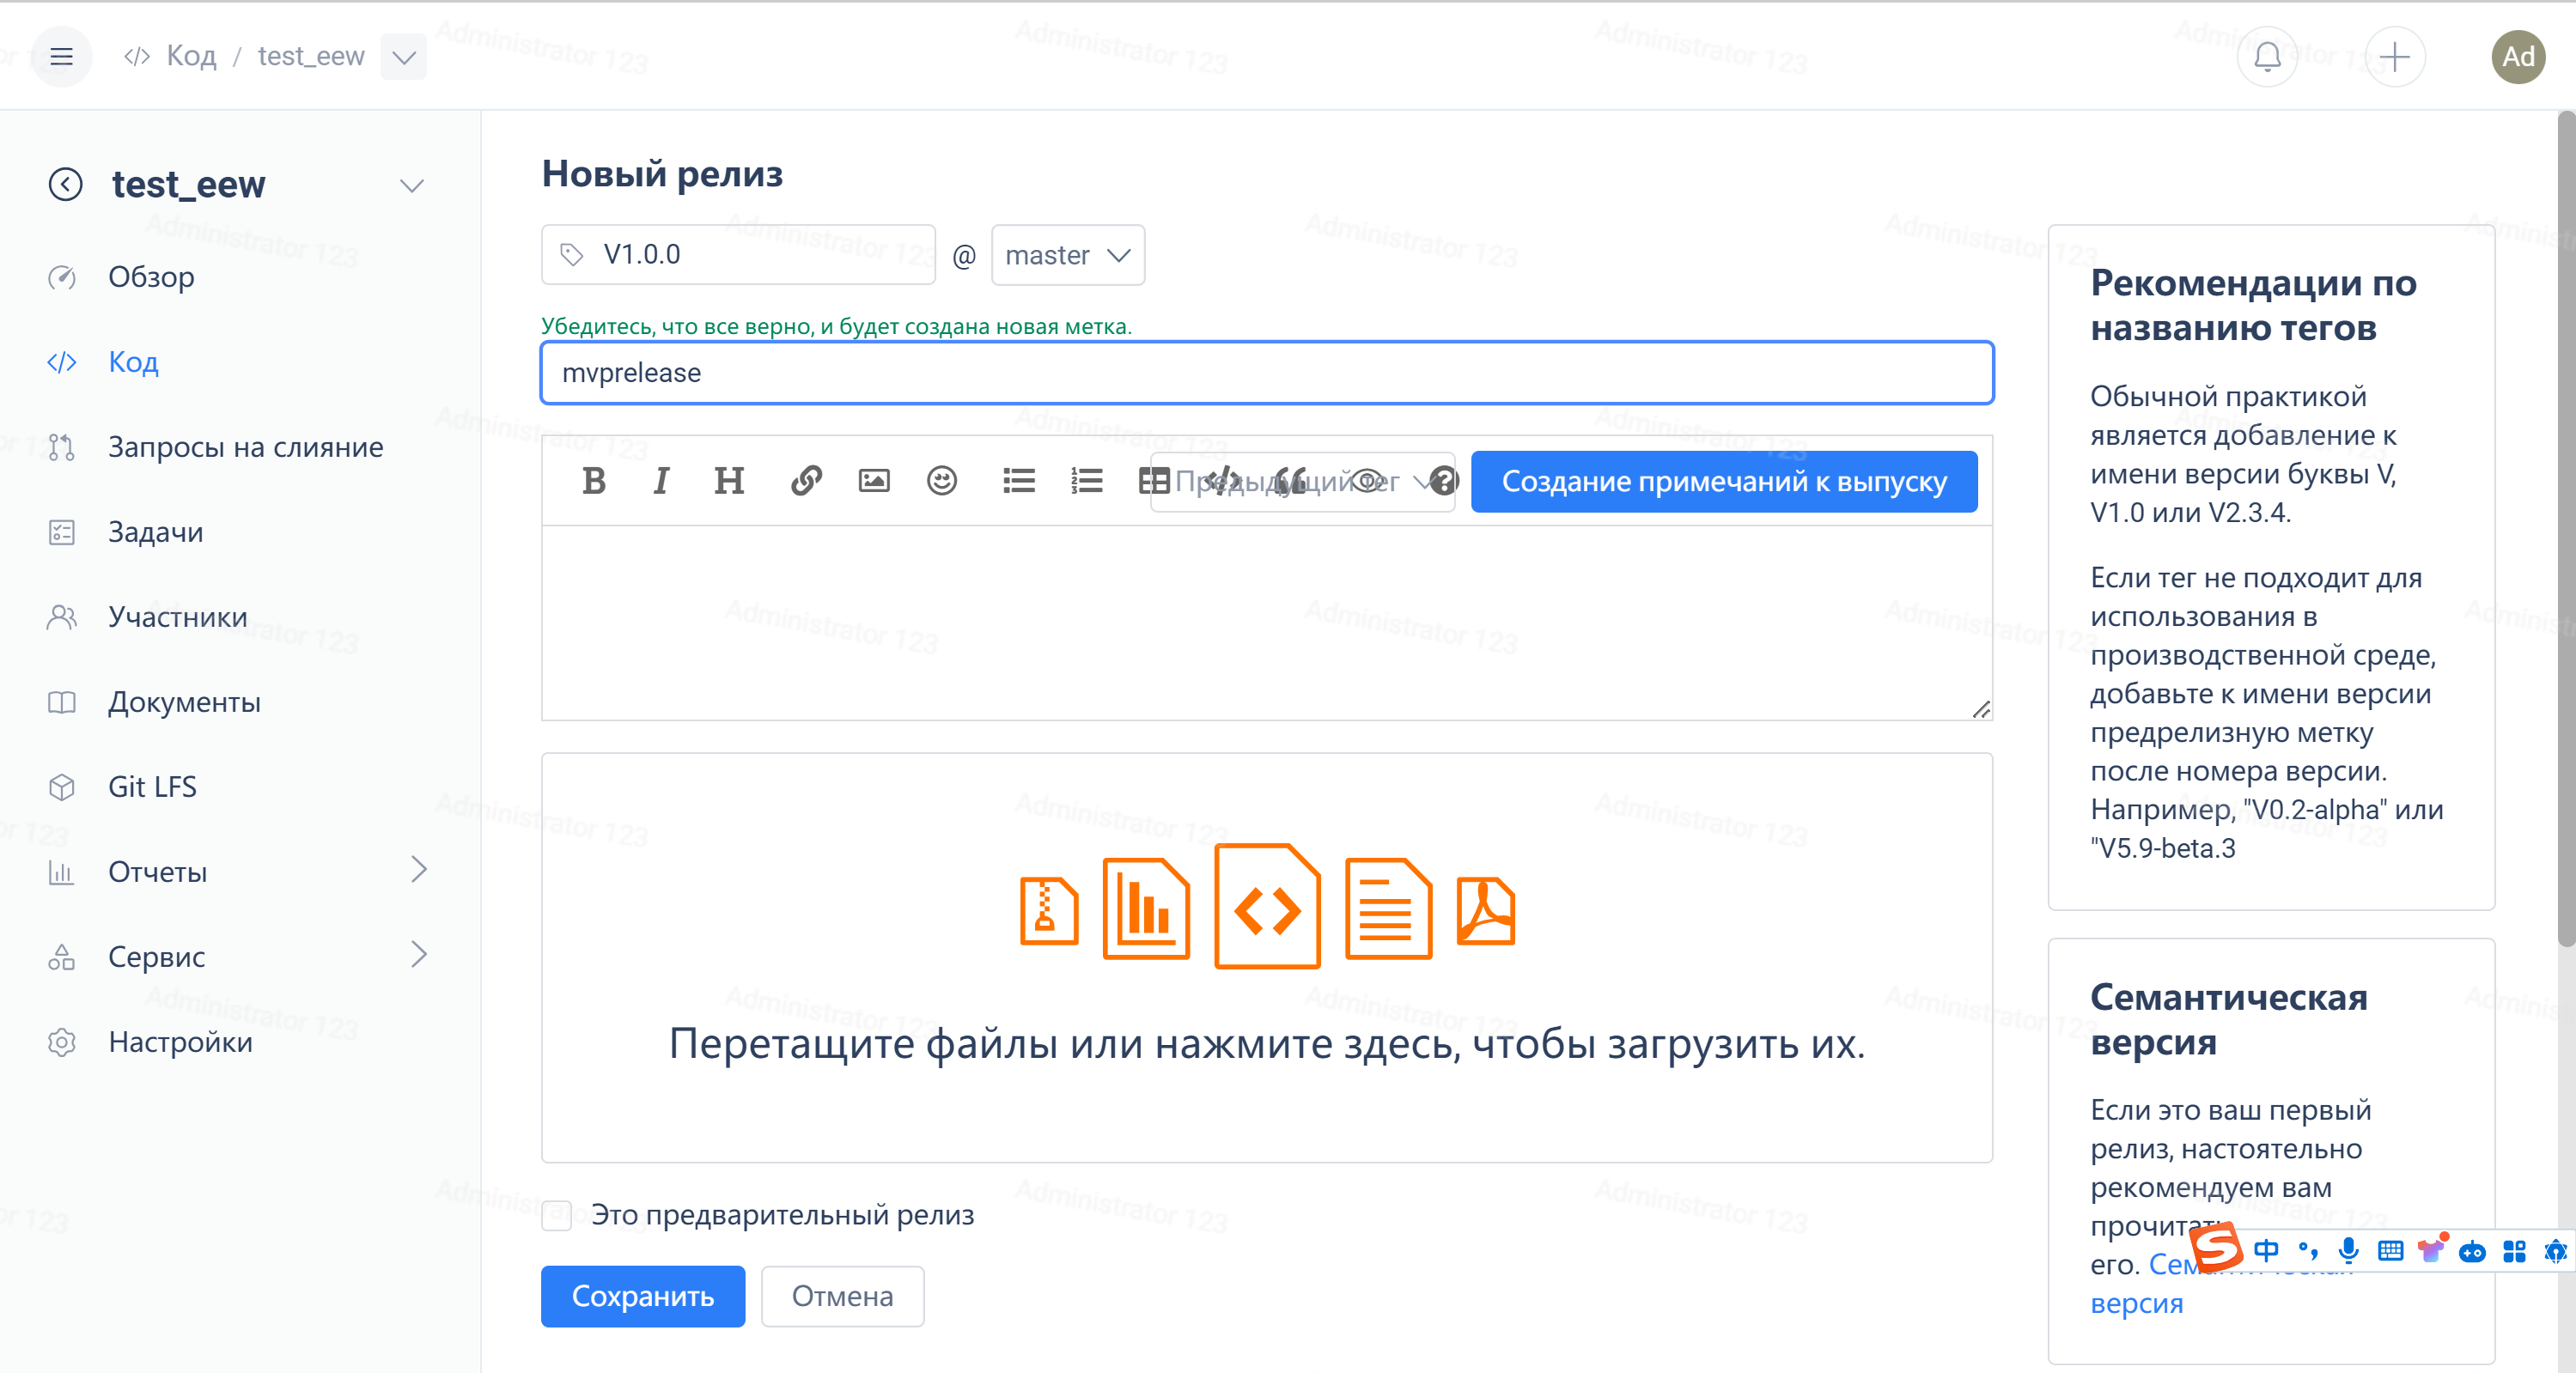 Код / test_eew
Ad
test_eew
Обзор
Код
Запросы на слияние
Задачи
Участники
Документы
Git LFS
Отчеты
Сервис
Настройки
Новый релиз
V1.0.0 @ master
Убедитесь, что все верно, и будет создана новая метка.
mvprelease
Предыдущий тег
Создание примечаний к выпуску
Перетащите файлы или нажмите здесь, чтобы загрузить их.
Это предварительный релиз
Сохранить
Отмена
Рекомендации по
названию тегов
Обычной практикой
является добавление к
имени версии буквы V,
V1.0 или V2.3.4.
Если тег не подходит для
использования в
производственной среде,
добавьте к имени версии
предрелизную метку
после номера версии.
Например, "V0.2-alpha" или
"V5.9-beta.3
Семантическая
версия
Если это ваш первый
релиз, настоятельно
рекомендуем вам
прочитать
его. Семантическая
версия
中
Administrator 123